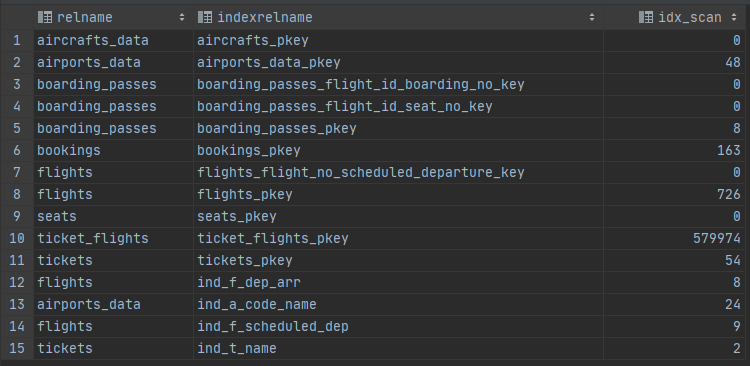 relname indexrelname idx_scan
1 aircrafts_data aircrafts_pkey 0
2 airports_data airports_data_pkey 48
3 boarding_passes boarding_passes_flight_id_boarding_no_key 0
4 boarding_passes boarding_passes_flight_id_seat_no_key 0
5 boarding_passes boarding_passes_pkey 8
6 bookings bookings_pkey 163
7 flights flights_flight_no_scheduled_departure_key 0
8 flights flights_pkey 726
9 seats seats_pkey 0
10 ticket_flights ticket_flights_pkey 579974
11 tickets tickets_pkey 54
12 flights ind_f_dep_arr 8
13 airports_data ind_a_code_name 24
14 flights ind_f_scheduled_dep 9
15 tickets ind_t_name 2